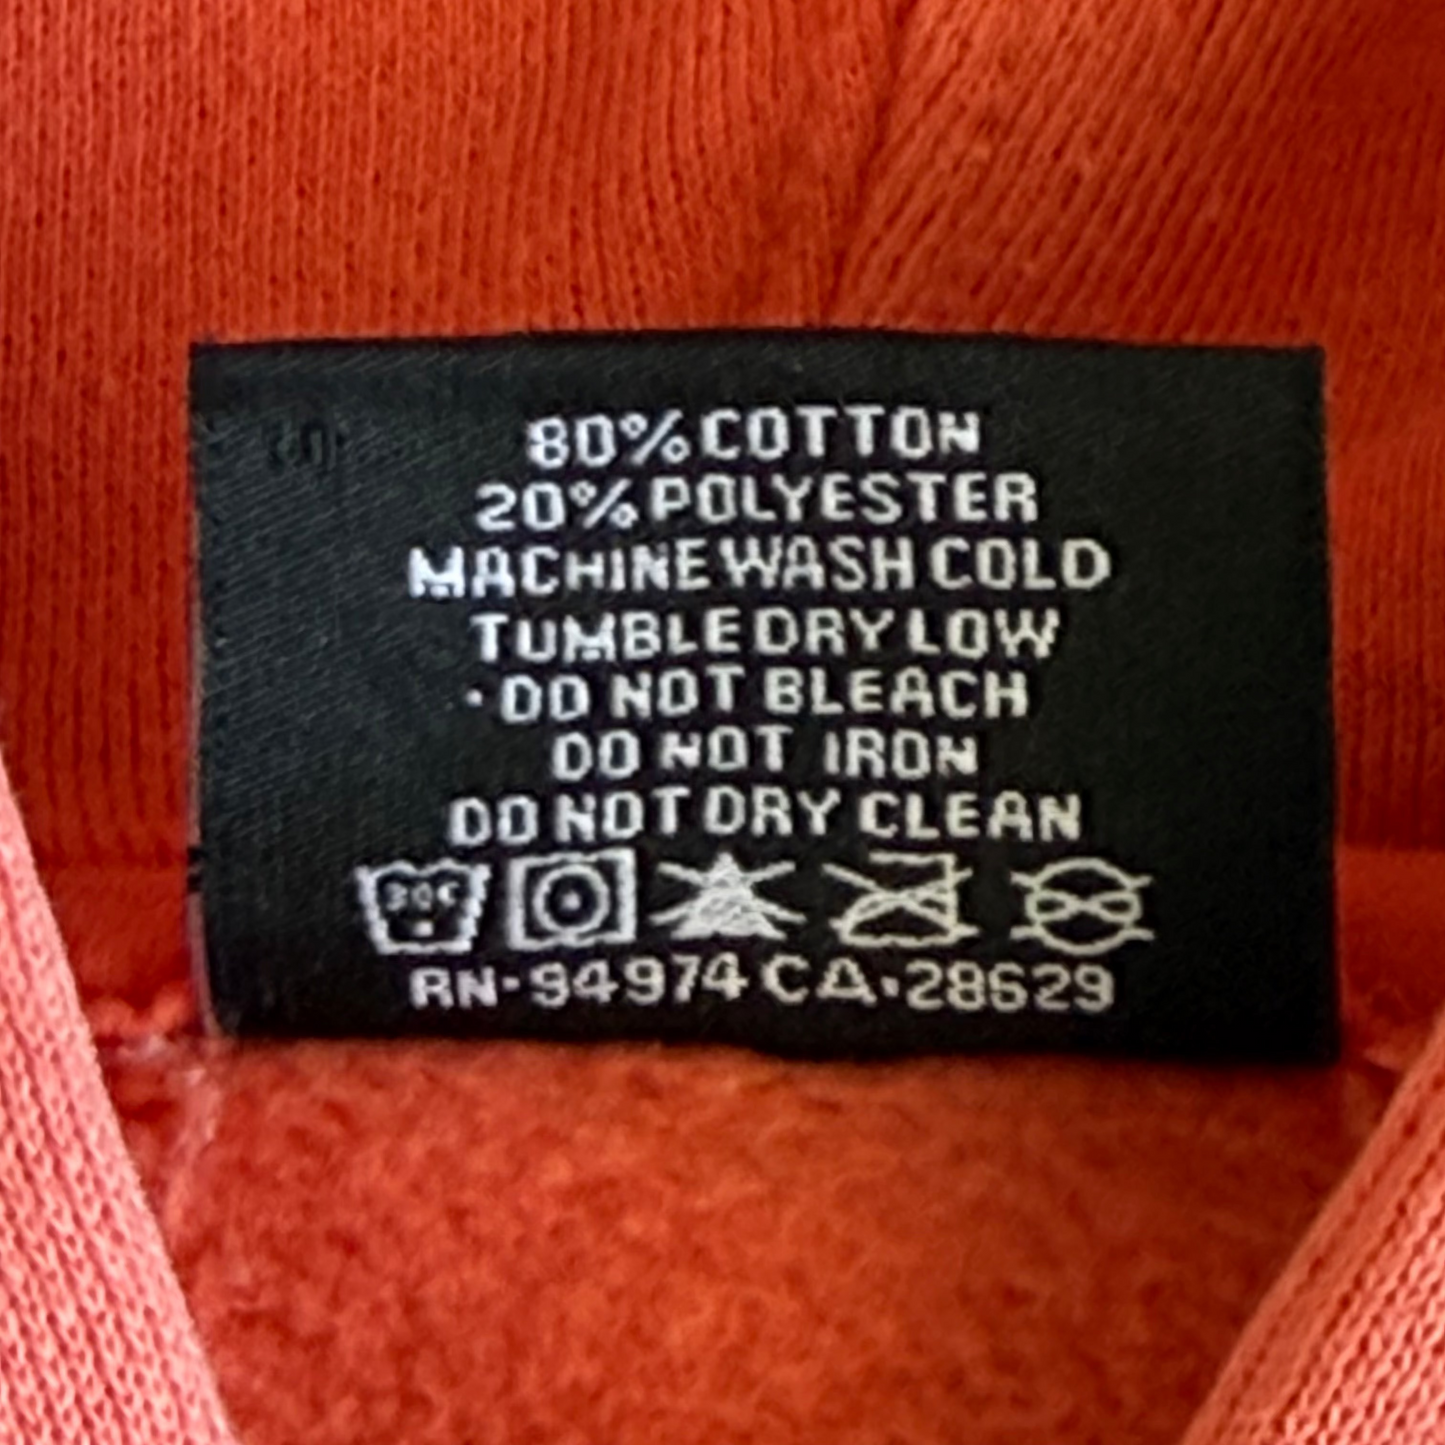 80% COTTON
20% POLYESTER
MACHINE WASH COLD
TUMBLE DRY LOW
· DO NOT BLEACH
DO NOT IRON
DO NOT DRY CLEAN
30C
RN·94974 CA·28629